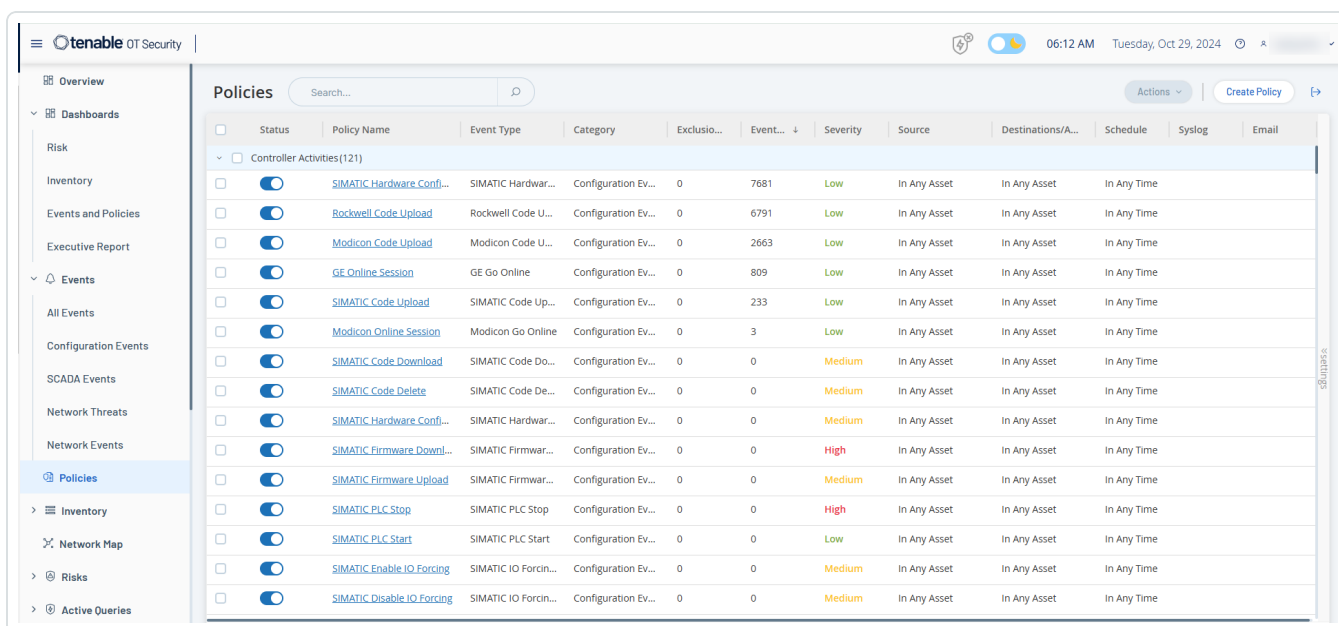 tenable OT Security
06:12 AM Tuesday, Oct 29, 2024
Overview
Dashboards
Risk
Inventory
Events and Policies
Executive Report
Events
All Events
Configuration Events
SCADA Events
Network Threats
Network Events
Policies
Inventory
Network Map
Risks
Active Queries
Policies Search... Actions Create Policy
Status Policy Name Event Type Category Exclusio... Event... ↓ Severity Source Destinations/A... Schedule Syslog Email
Controller Activities(121)
SIMATIC Hardware Confi... SIMATIC Hardwar... Configuration Ev... 0 7681 Low In Any Asset In Any Asset In Any Time
Rockwell Code Upload Rockwell Code U... Configuration Ev... 0 6791 Low In Any Asset In Any Asset In Any Time
Modicon Code Upload Modicon Code U... Configuration Ev... 0 2663 Low In Any Asset In Any Asset In Any Time
GE Online Session GE Go Online Configuration Ev... 0 809 Low In Any Asset In Any Asset In Any Time
SIMATIC Code Upload SIMATIC Code Up... Configuration Ev... 0 233 Low In Any Asset In Any Asset In Any Time
Modicon Online Session Modicon Go Online Configuration Ev... 0 3 Low In Any Asset In Any Asset In Any Time
SIMATIC Code Download SIMATIC Code Do... Configuration Ev... 0 0 Medium In Any Asset In Any Asset In Any Time
SIMATIC Code Delete SIMATIC Code De... Configuration Ev... 0 0 Medium In Any Asset In Any Asset In Any Time
SIMATIC Hardware Confi... SIMATIC Hardwar... Configuration Ev... 0 0 Medium In Any Asset In Any Asset In Any Time
SIMATIC Firmware Downl... SIMATIC Firmwar... Configuration Ev... 0 0 High In Any Asset In Any Asset In Any Time
SIMATIC Firmware Upload SIMATIC Firmwar... Configuration Ev... 0 0 Medium In Any Asset In Any Asset In Any Time
SIMATIC PLC Stop SIMATIC PLC Stop Configuration Ev... 0 0 High In Any Asset In Any Asset In Any Time
SIMATIC PLC Start SIMATIC PLC Start Configuration Ev... 0 0 Low In Any Asset In Any Asset In Any Time
SIMATIC Enable IO Forcing SIMATIC IO Forcin... Configuration Ev... 0 0 Medium In Any Asset In Any Asset In Any Time
SIMATIC Disable IO Forcing SIMATIC IO Forcin... Configuration Ev... 0 0 Medium In Any Asset In Any Asset In Any Time
settings